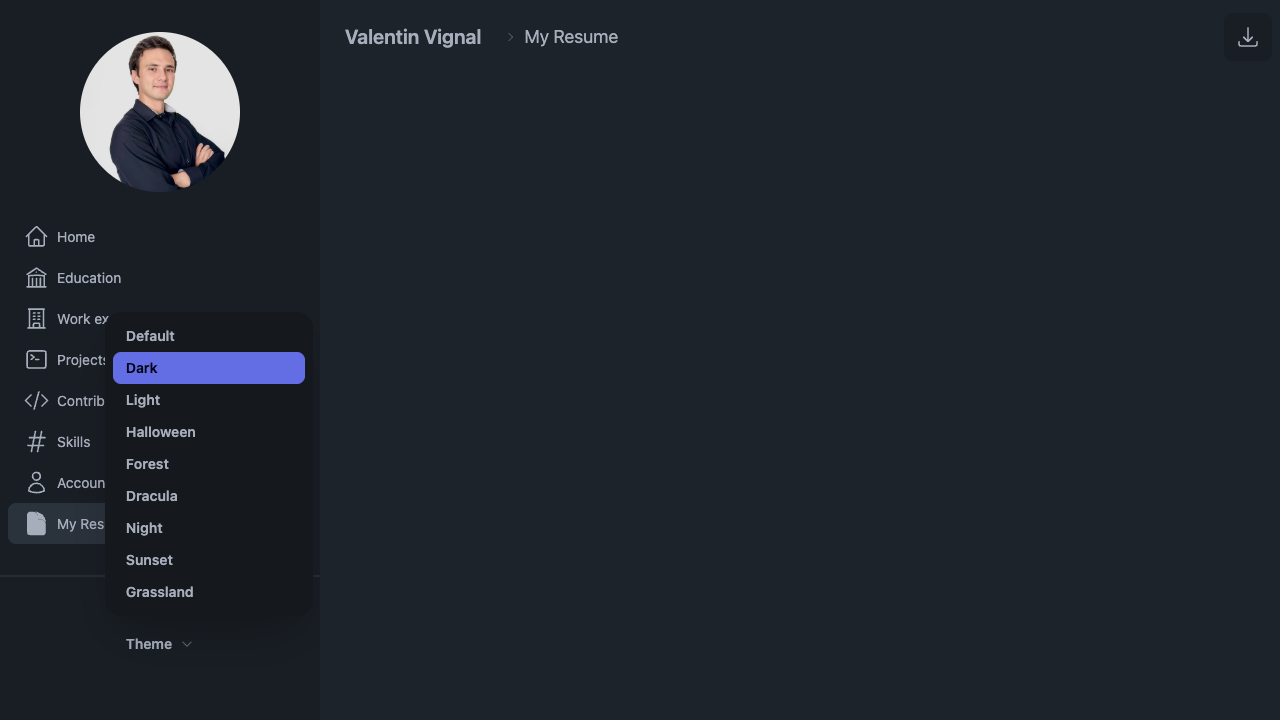 Valentin Vignal
My Resume
Home
Education
Work ex
Projects
Contrib
Skills
Accoun
My Res
Default
Dark
Light
Halloween
Forest
Dracula
Night
Sunset
Grassland
Theme